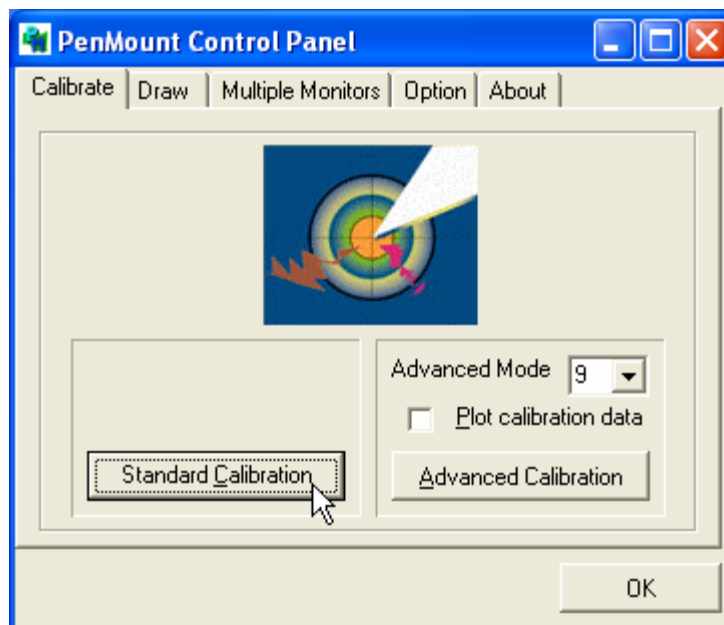 PenMount Control Panel
Calibrate Draw Multiple Monitors Option About
Advanced Mode 9
Plot calibration data
Standard Calibration Advanced Calibration
OK